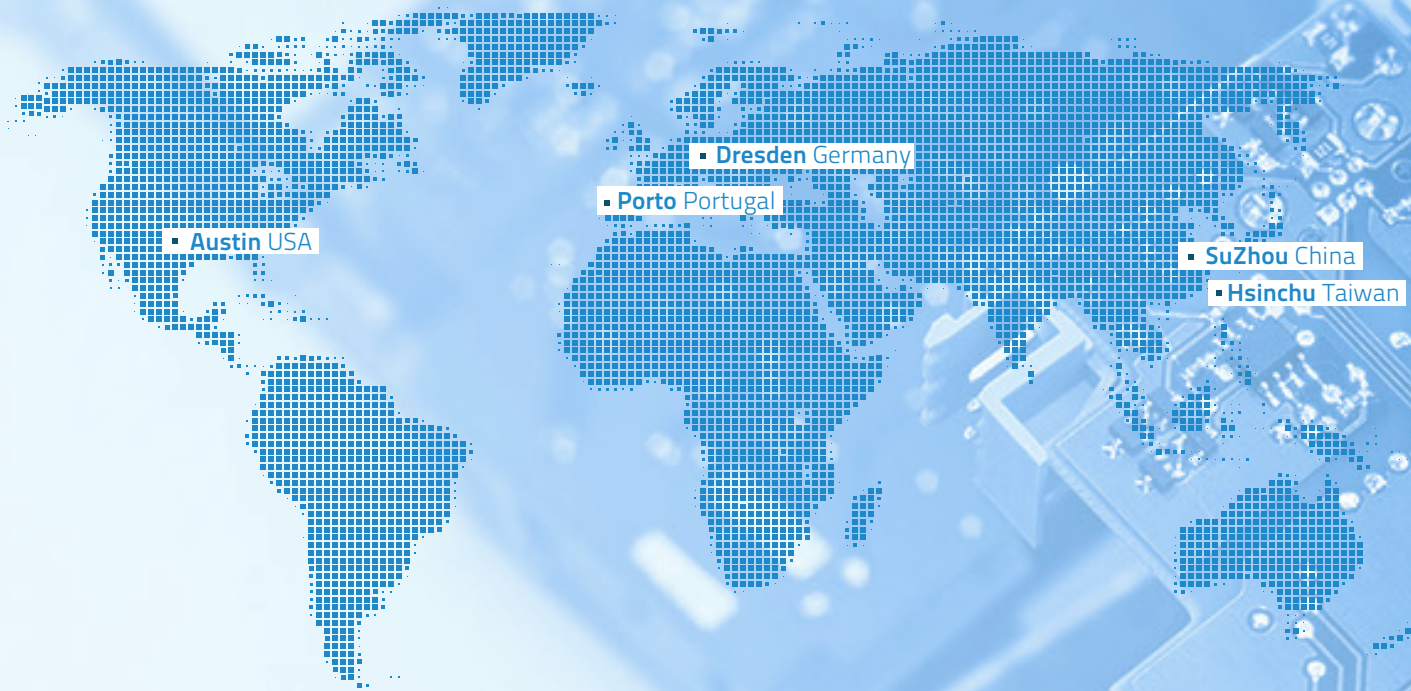 Dresden Germany
Porto Portugal
Austin USA
SuZhou China
Hsinchu Taiwan